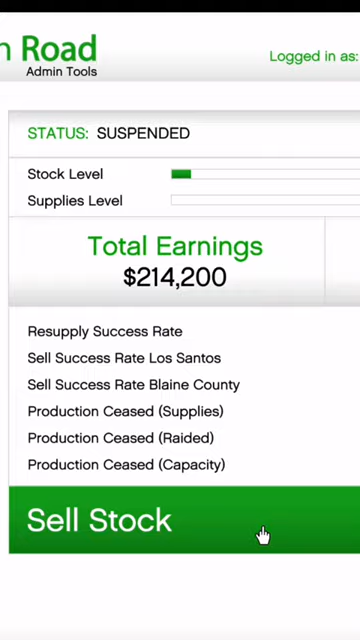 n Road
Admin Tools
Logged in as:
STATUS: SUSPENDED
Stock Level
Supplies Level
Total Earnings
$214,200
Resupply Success Rate
Sell Success Rate Los Santos
Sell Success Rate Blaine County
Production Ceased (Supplies)
Production Ceased (Raided)
Production Ceased (Capacity)
Sell Stock